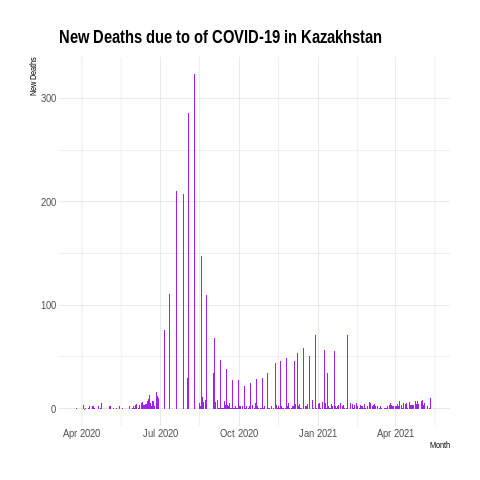 New Deaths due to of COVID-19 in Kazakhstan
New Deaths
300
200
100
0
Apr 2020
Jul 2020
Oct 2020
Jan 2021
Apr 2021
Month